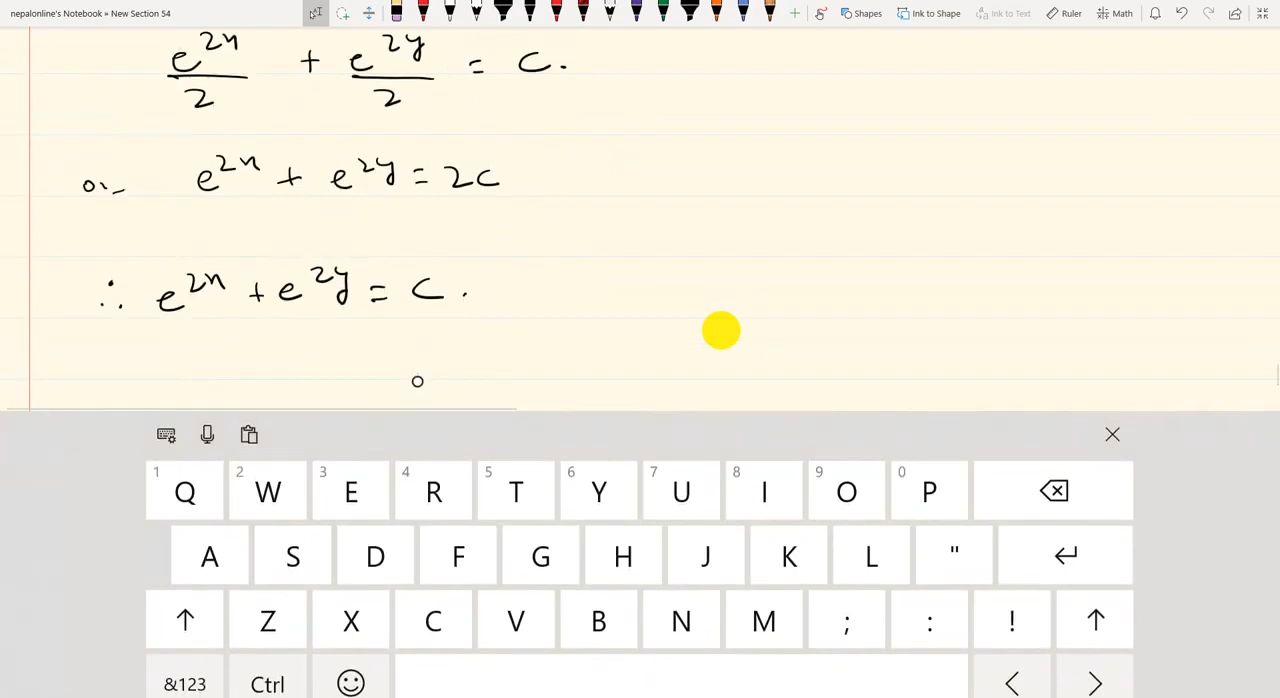 nepalonline's Notebook » New Section 54
Shapes Ink to Shape Ink to Text Ruler Math
e^2x/2 + e^2y/2 = c.
or e^2x + e^2y = 2c
∴ e^2x + e^2y = c.
1 2 3 4 5 6 7 8 9 0
Q W E R T Y U I O P
A S D F G H J K L "
Z X C V B N M ; : !
&123 Ctrl